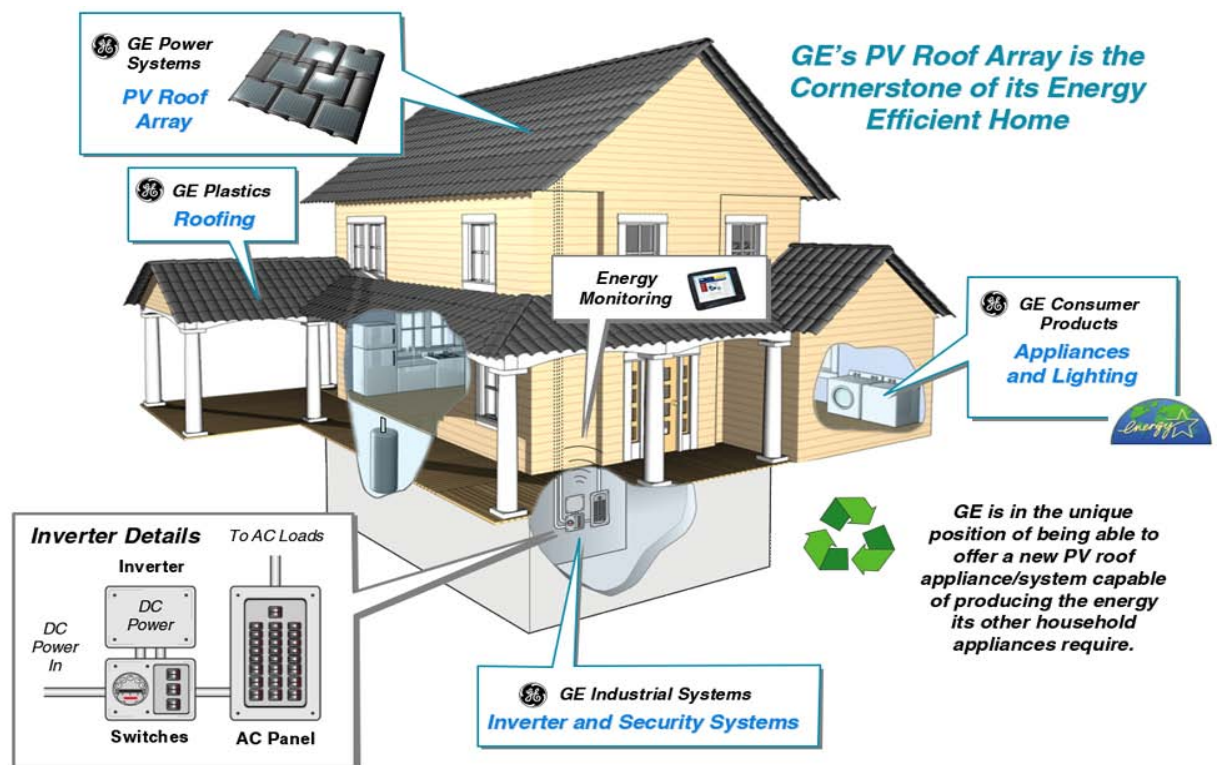 GE Power
Systems
PV Roof
Array
GE's PV Roof Array is the
Cornerstone of its Energy
Efficient Home
GE Plastics
Roofing
Energy
Monitoring
GE Consumer
Products
Appliances
and Lighting
energy
Inverter Details
To AC Loads
Inverter
DC
Power
DC
Power
In
Switches
AC Panel
GE is in the unique
position of being able to
offer a new PV roof
appliance/system capable
of producing the energy
its other household
appliances require.
GE Industrial Systems
Inverter and Security Systems